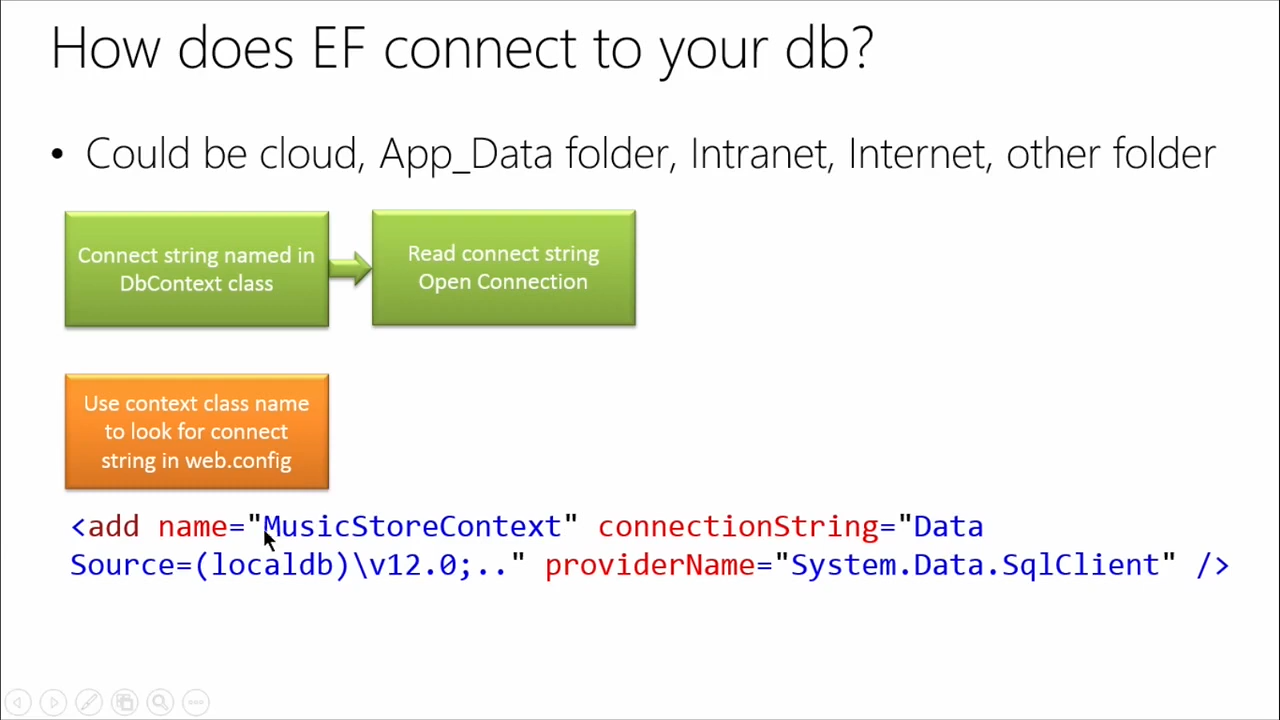 How does EF connect to your db?
• Could be cloud, App_Data folder, Intranet, Internet, other folder
Connect string named in
DbContext class
Read connect string
Open Connection
Use context class name
to look for connect
string in web.config
<add name="MusicStoreContext" connectionString="Data
Source=(localdb)\v12.0;.." providerName="System.Data.SqlClient" />